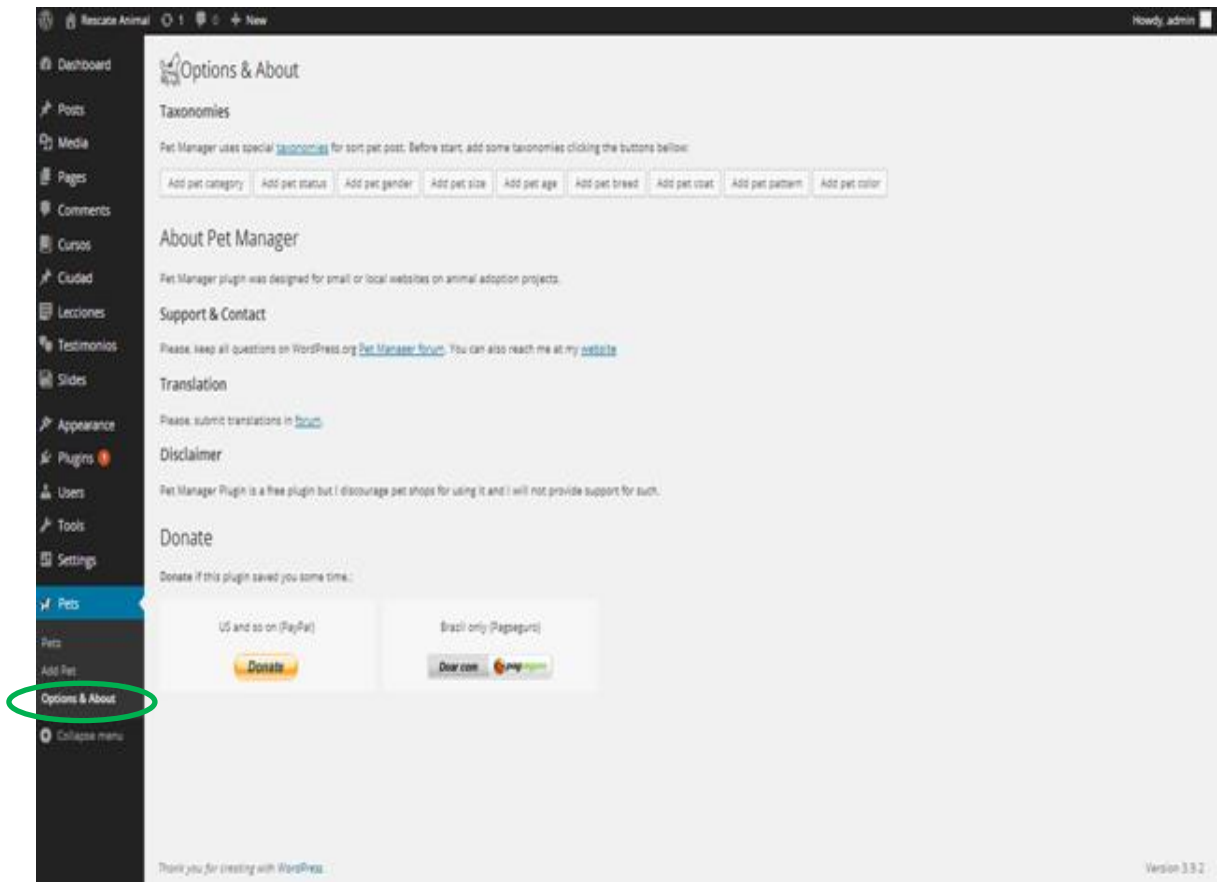 Rescate Animal 1 0 + New
Howdy, admin
Dashboard
Posts
Media
Pages
Comments
Cursos
Ciudad
Lecciones
Testimonios
Slides
Appearance
Plugins 1
Users
Tools
Settings
Pets
Pets
Add Pet
Options & About
Collapse menu
Options & About
Taxonomies
Pet Manager uses special taxonomies for sort pet post. Before start, add some taxonomies clicking the buttons bellow:
Add pet category Add pet status Add pet gender Add pet size Add pet age Add pet breed Add pet coat Add pet pattern Add pet color
About Pet Manager
Pet Manager plugin was designed for small or local websites on animal adoption projects.
Support & Contact
Please, keep all questions on WordPress.org Pet Manager forum. You can also reach me at my website
Translation
Please, submit translations in forum.
Disclaimer
Pet Manager Plugin is a free plugin but I discourage pet shops for using it and I will not provide support for such.
Donate
Donate if this plugin saved you some time.:
US and so on (PayPal) Brazil only (Pagseguro)
Donate Doar com
Thank you for creating with WordPress.
Version 3.9.2